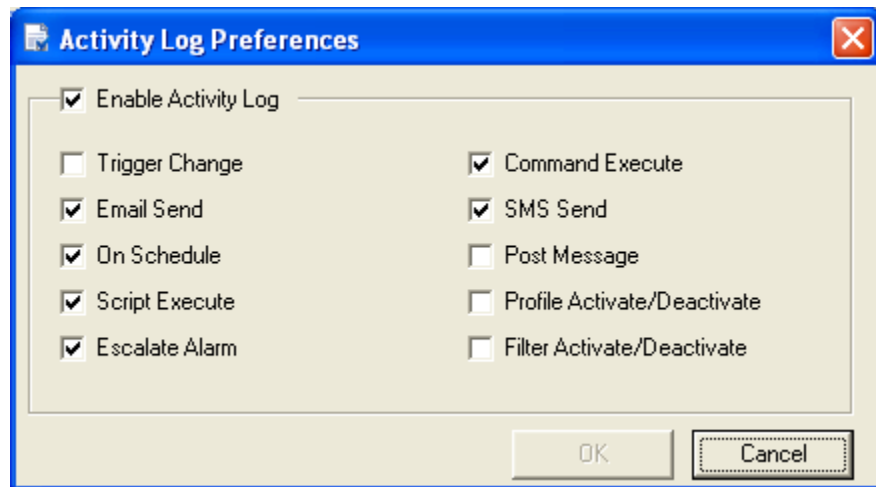 Activity Log Preferences
Enable Activity Log
Trigger Change
Command Execute
Email Send
SMS Send
On Schedule
Post Message
Script Execute
Profile Activate/Deactivate
Escalate Alarm
Filter Activate/Deactivate
OK
Cancel